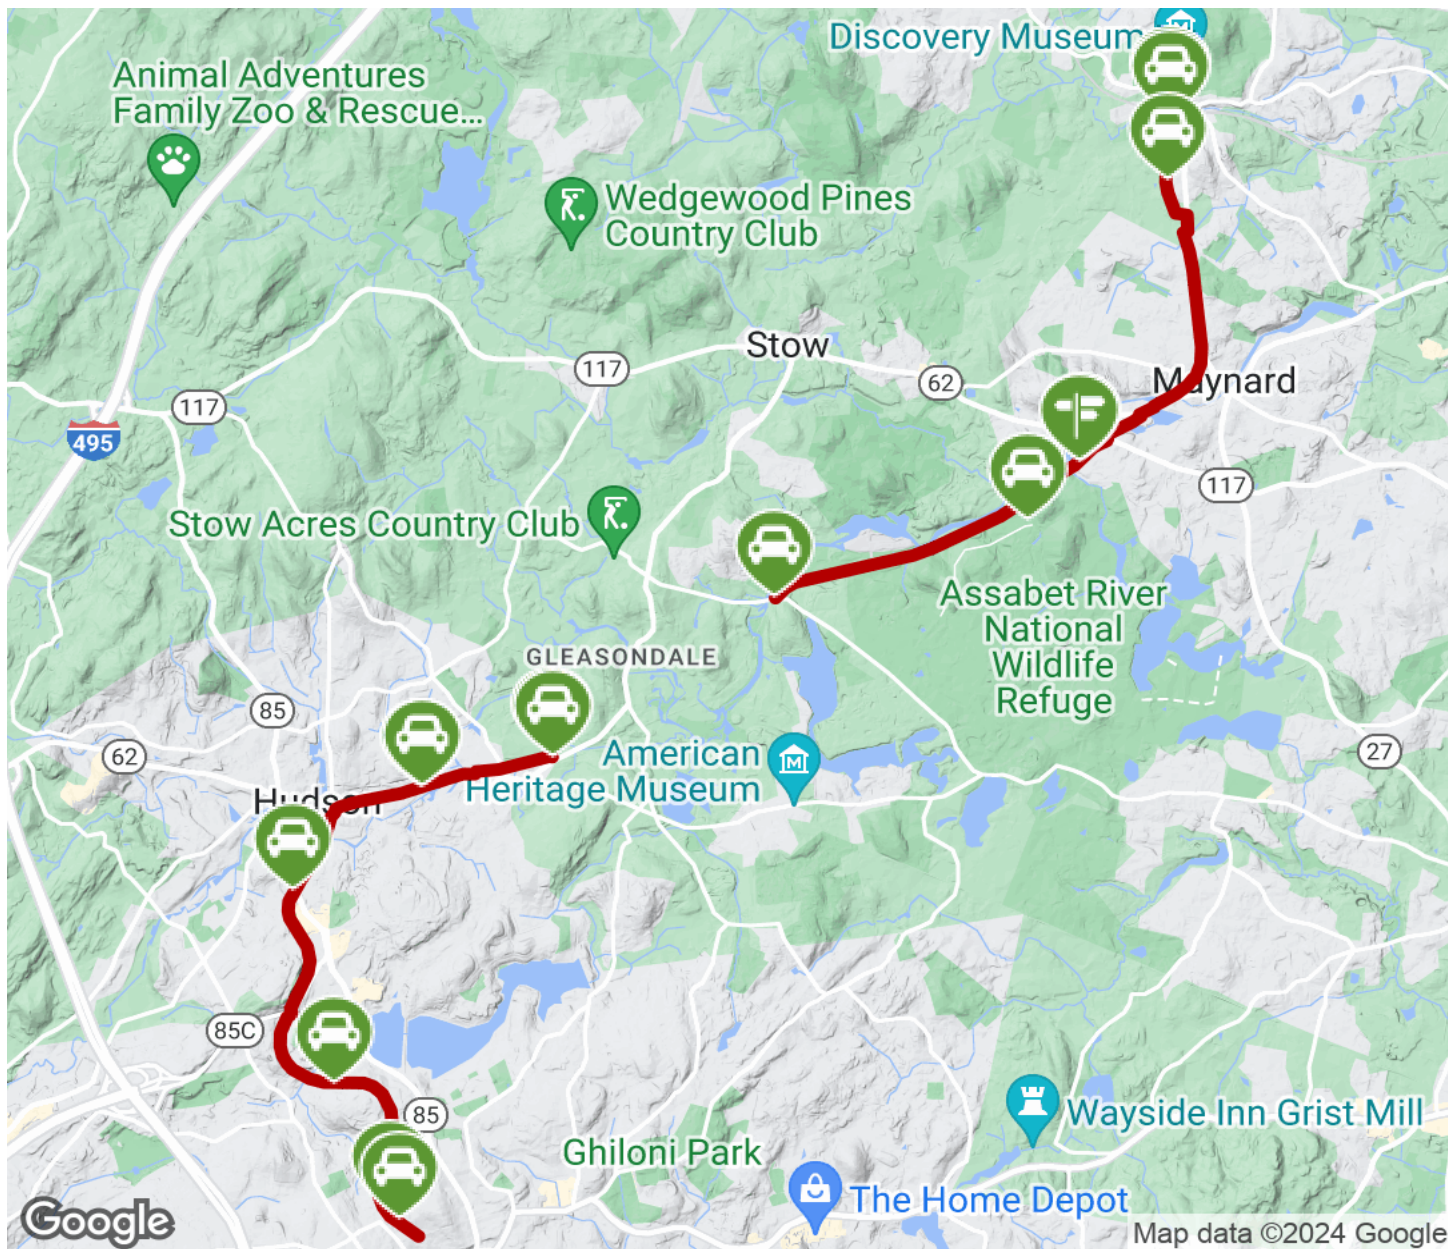 Discovery Museum
Animal Adventures
Family Zoo & Rescue...
Wedgewood Pines
Country Club
Stow
117
62
Maynard
117
495
117
Stow Acres Country Club
Assabet River
National
Wildlife
Refuge
GLEASONDALE
85
62
27
American
Heritage Museum
Hudson
85C
85
Wayside Inn Grist Mill
Ghiloni Park
The Home Depot
Google
Map data ©2024 Google